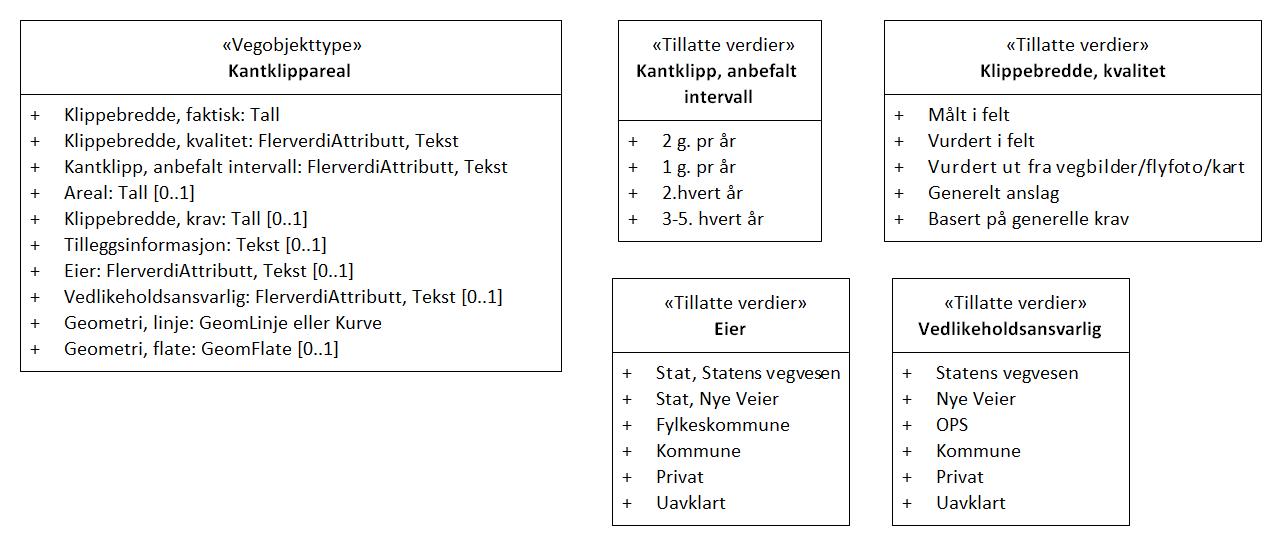 «Vegobjekttype»
Kantklippareal
+ Klippebredde, faktisk: Tall
+ Klippebredde, kvalitet: FlerverdiAttributt, Tekst
+ Kantklipp, anbefalt intervall: FlerverdiAttributt, Tekst
+ Areal: Tall [0..1]
+ Klippebredde, krav: Tall [0..1]
+ Tilleggsinformasjon: Tekst [0..1]
+ Eier: FlerverdiAttributt, Tekst [0..1]
+ Vedlikeholdsansvarlig: FlerverdiAttributt, Tekst [0..1]
+ Geometri, linje: GeomLinje eller Kurve
+ Geometri, flate: GeomFlate [0..1]
«Tillatte verdier»
Kantklipp, anbefalt
intervall
+ 2 g. pr år
+ 1 g. pr år
+ 2.hvert år
+ 3-5. hvert år
«Tillatte verdier»
Klippebredde, kvalitet
+ Målt i felt
+ Vurdert i felt
+ Vurdert ut fra vegbilder/flyfoto/kart
+ Generelt anslag
+ Basert på generelle krav
«Tillatte verdier»
Eier
+ Stat, Statens vegvesen
+ Stat, Nye Veier
+ Fylkeskommune
+ Kommune
+ Privat
+ Uavklart
«Tillatte verdier»
Vedlikeholdsansvarlig
+ Statens vegvesen
+ Nye Veier
+ OPS
+ Kommune
+ Privat
+ Uavklart